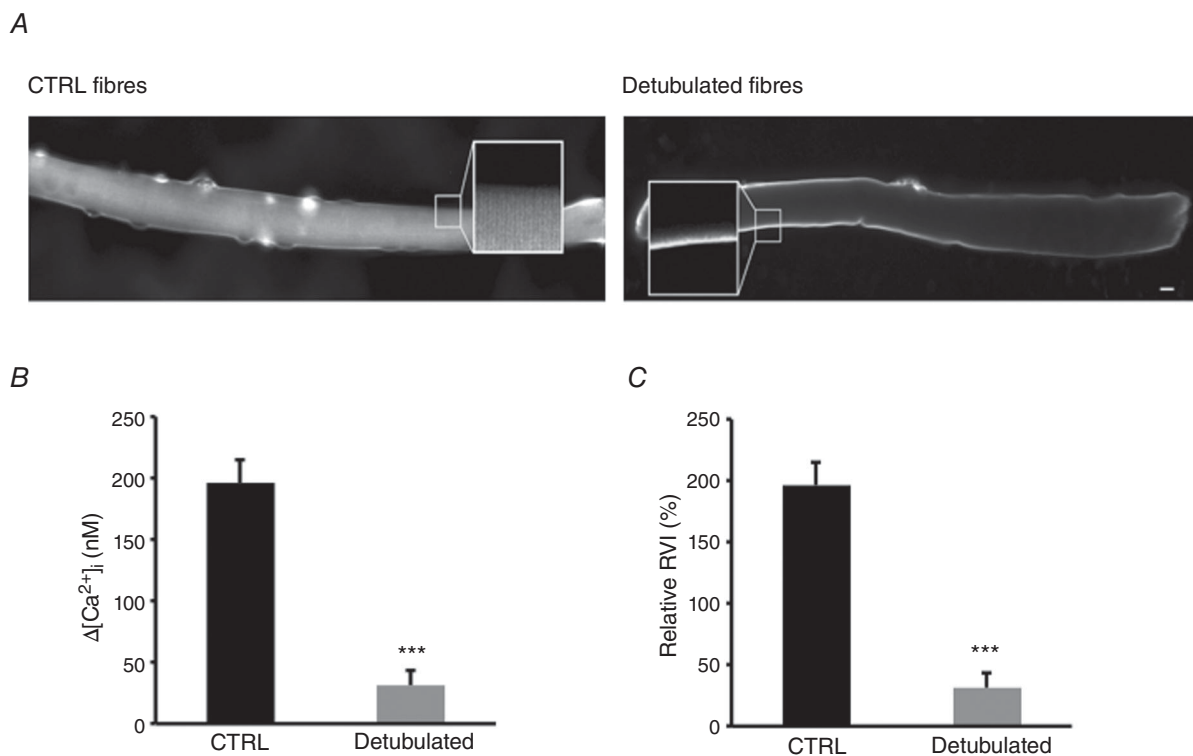 A
CTRL fibres
Detubulated fibres
B
C
250
200
150
100
50
0
Δ[Ca²⁺]ᵢ (nM)
***
CTRL
Detubulated
250
200
150
100
50
0
Relative RVI (%)
***
CTRL
Detubulated